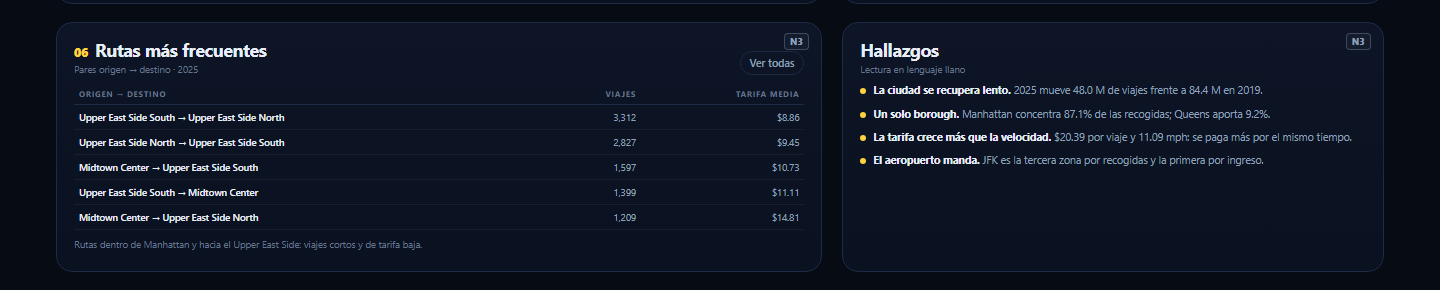 06 Rutas más frecuentes
N3
Pares origen → destino · 2025
Ver todas
ORIGEN → DESTINO VIAJES TARIFA MEDIA
Upper East Side South → Upper East Side North 3,312 $8.86
Upper East Side North → Upper East Side South 2,827 $9.45
Midtown Center → Upper East Side South 1,597 $10.73
Upper East Side South → Midtown Center 1,399 $11.11
Midtown Center → Upper East Side North 1,209 $14.81
Rutas dentro de Manhattan y hacia el Upper East Side: viajes cortos y de tarifa baja.
Hallazgos
N3
Lectura en lenguaje llano
La ciudad se recupera lento. 2025 mueve 48.0 M de viajes frente a 84.4 M en 2019.
Un solo borough. Manhattan concentra 87.1% de las recogidas; Queens aporta 9.2%.
La tarifa crece más que la velocidad. $20.39 por viaje y 11.09 mph: se paga más por el mismo tiempo.
El aeropuerto manda. JFK es la tercera zona por recogidas y la primera por ingreso.